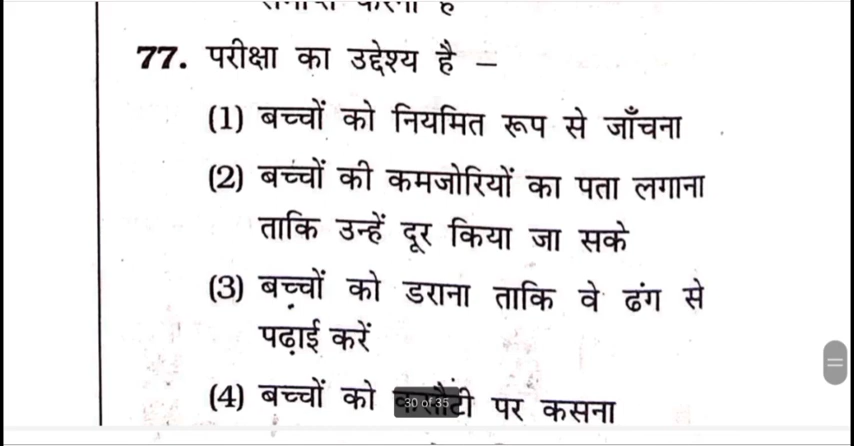 77. परीक्षा का उद्देश्य है –
(1) बच्चों को नियमित रूप से जाँचना
(2) बच्चों की कमजोरियों का पता लगाना
ताकि उन्हें दूर किया जा सके
(3) बच्चों को डराना ताकि वे ढंग से
पढ़ाई करें
(4) बच्चों को कसौटी पर कसना
30 of 35